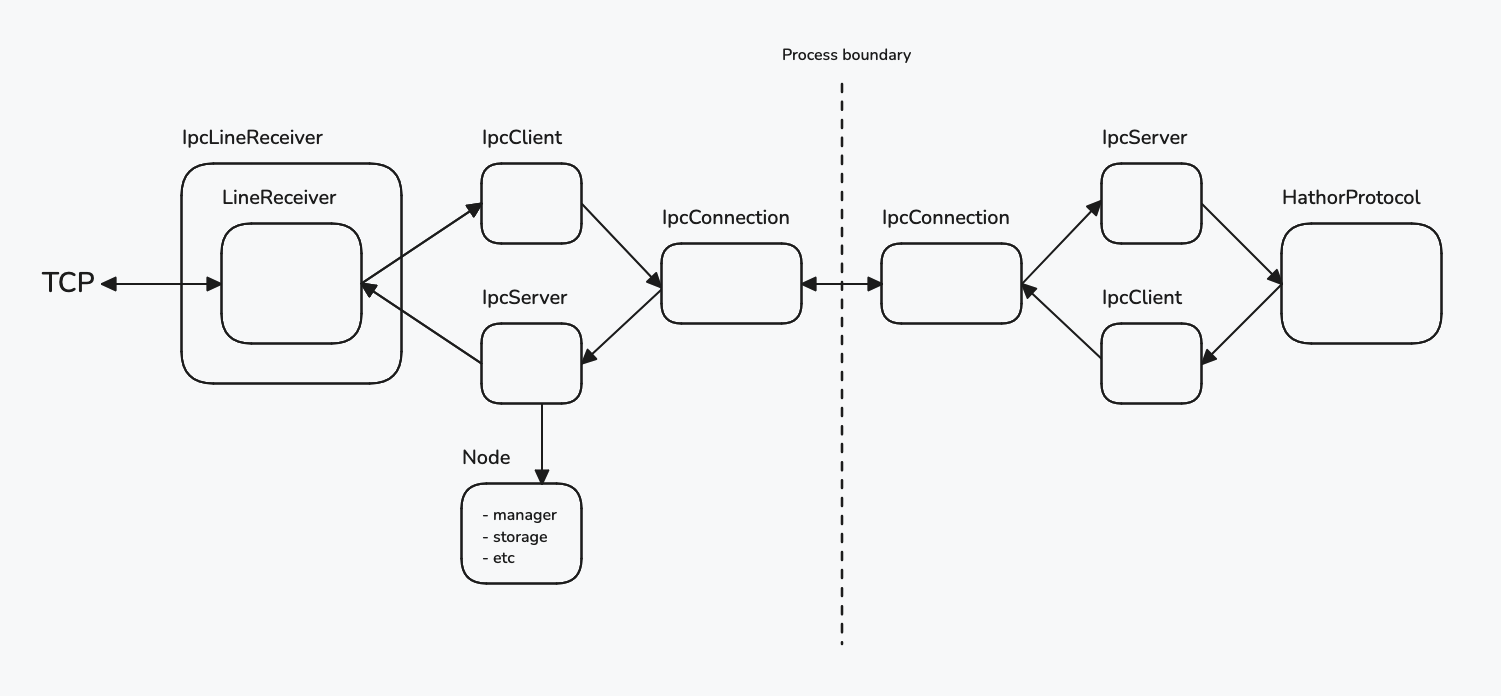 Process boundary
IpcLineReceiver
IpcClient
IpcServer
LineReceiver
HathorProtocol
IpcConnection
IpcConnection
TCP
IpcServer
IpcClient
Node
- manager
- storage
- etc